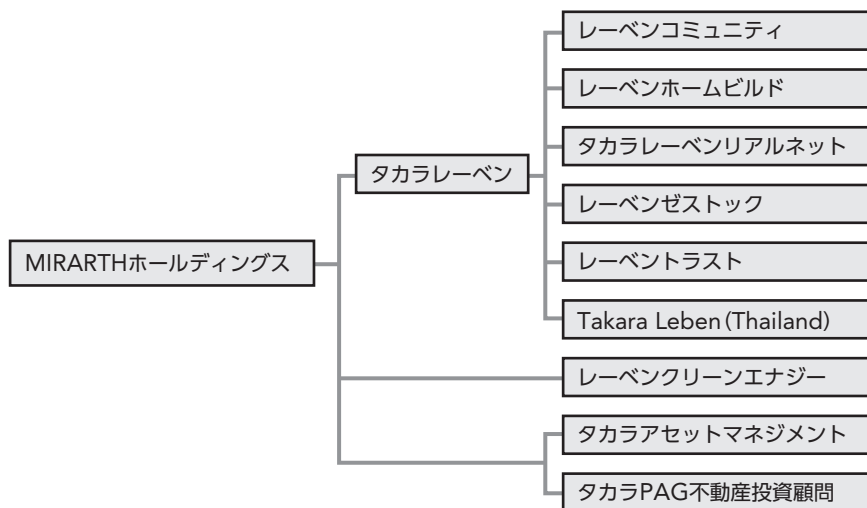 レーベンコミュニティ
レーベンホームビルド
タカラレーベン
タカラレーベンリアルネット
レーベンゼストック
MIRARTHホールディングス
レーベントラスト
Takara Leben(Thailand)
レーベンクリーンエナジー
タカラアセットマネジメント
タカラPAG不動産投資顧問